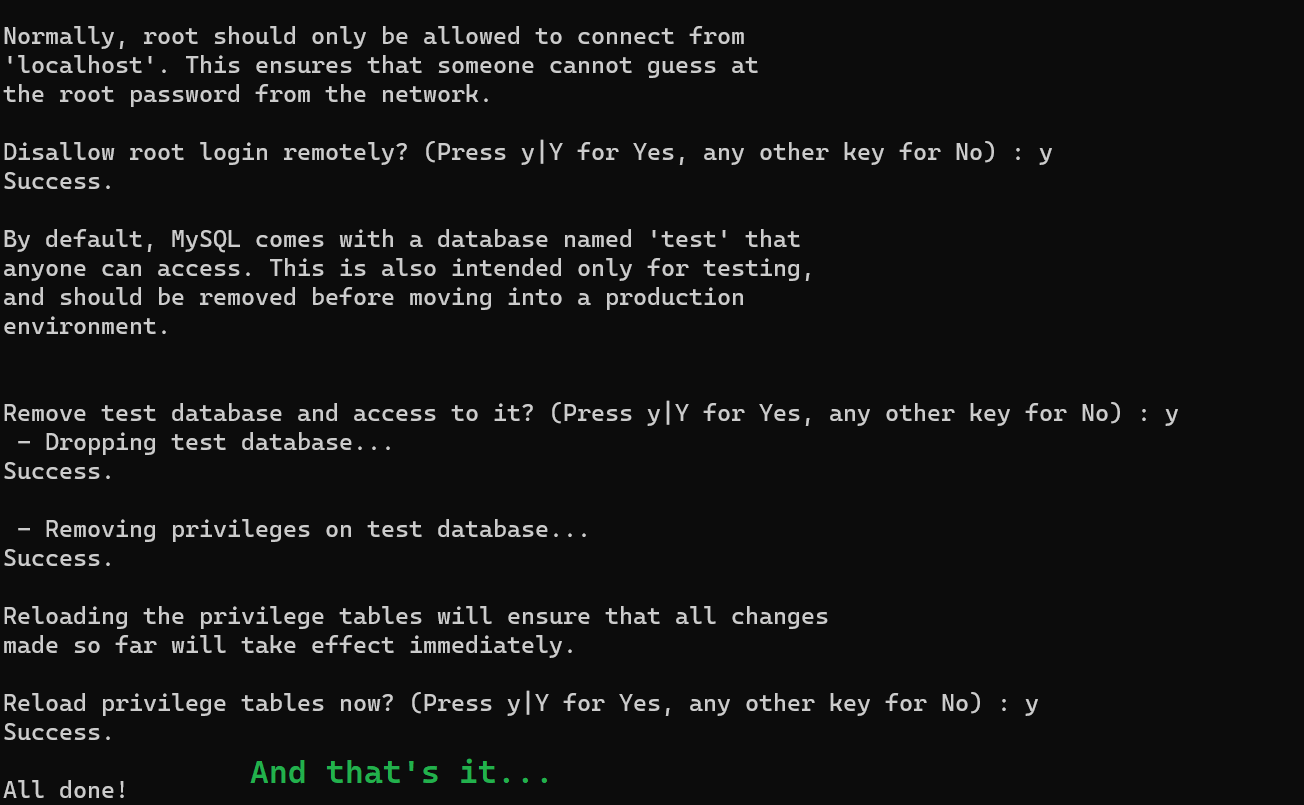 Normally, root should only be allowed to connect from
'localhost'. This ensures that someone cannot guess at
the root password from the network.
Disallow root login remotely? (Press y|Y for Yes, any other key for No) : y
Success.
By default, MySQL comes with a database named 'test' that
anyone can access. This is also intended only for testing,
and should be removed before moving into a production
environment.
Remove test database and access to it? (Press y|Y for Yes, any other key for No) : y
- Dropping test database...
Success.
- Removing privileges on test database...
Success.
Reloading the privilege tables will ensure that all changes
made so far will take effect immediately.
Reload privilege tables now? (Press y|Y for Yes, any other key for No) : y
Success.
And that's it...
All done!